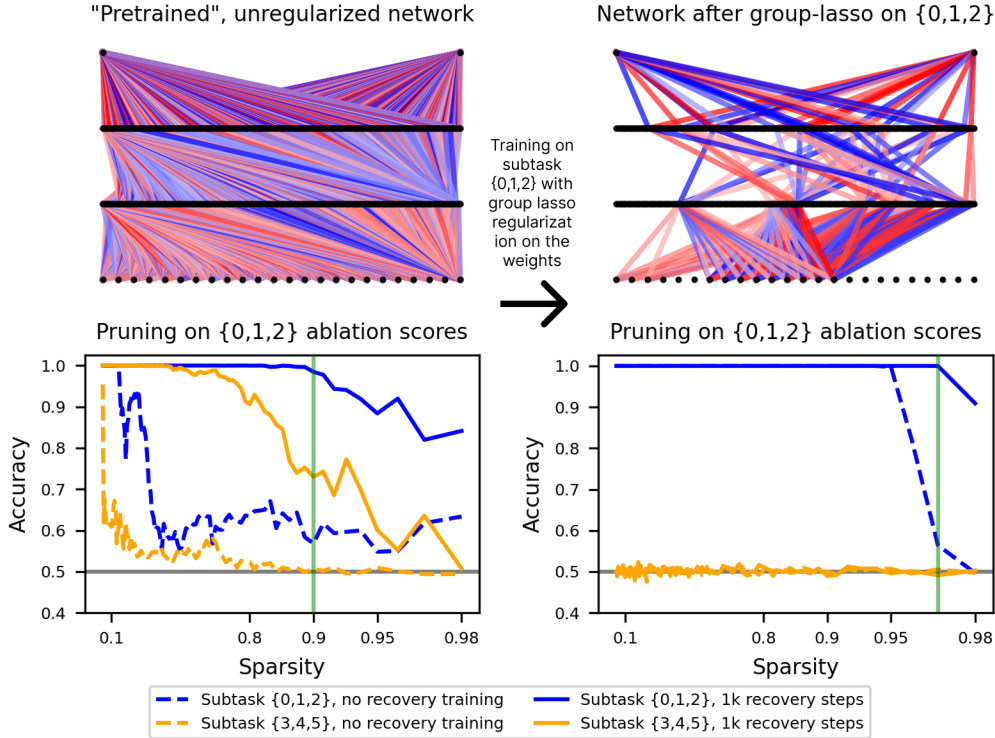 "Pretrained", unregularized network
Network after group-lasso on {0,1,2}
Training on
subtask
{0,1,2} with
group lasso
regularizat
ion on the
weights
Pruning on {0,1,2} ablation scores
Accuracy
1.0
0.9
0.8
0.7
0.6
0.5
0.4
0.1
0.8
0.9
0.95
0.98
Sparsity
Pruning on {0,1,2} ablation scores
Accuracy
1.0
0.9
0.8
0.7
0.6
0.5
0.4
0.1
0.8
0.9
0.95
0.98
Sparsity
Subtask {0,1,2}, no recovery training
Subtask {3,4,5}, no recovery training
Subtask {0,1,2}, 1k recovery steps
Subtask {3,4,5}, 1k recovery steps